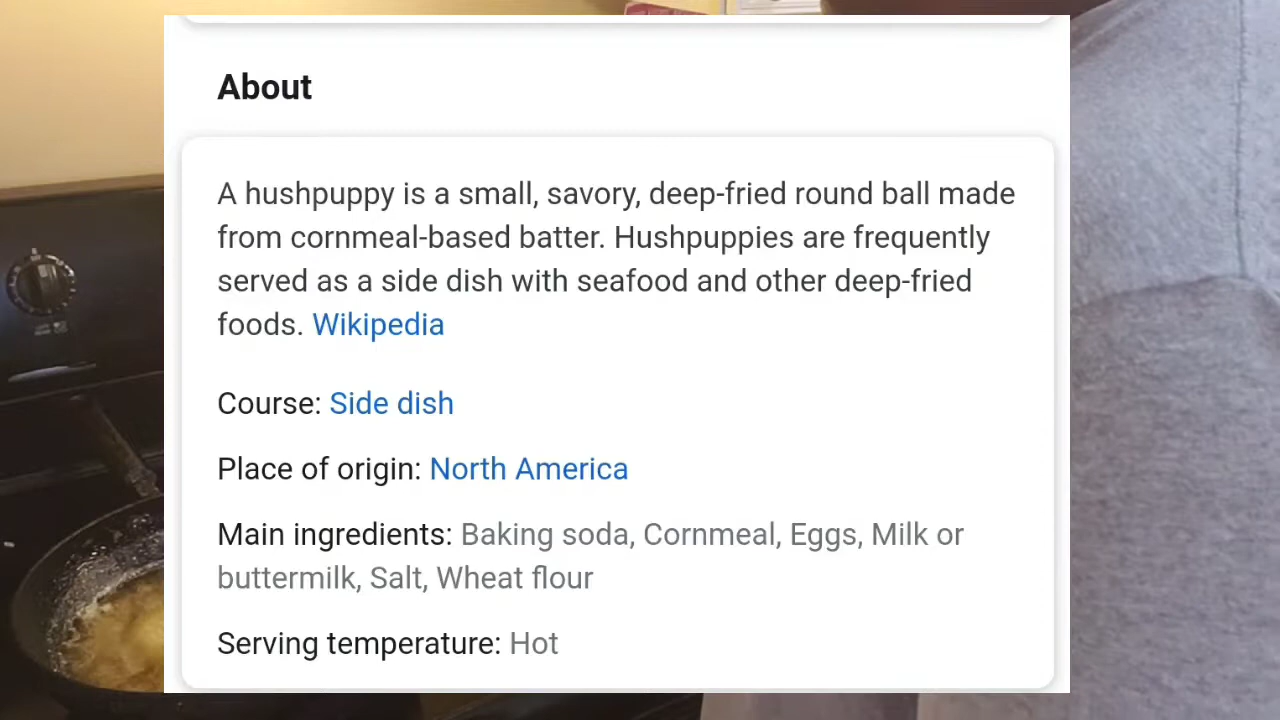 About
A hushpuppy is a small, savory, deep-fried round ball made
from cornmeal-based batter. Hushpuppies are frequently
served as a side dish with seafood and other deep-fried
foods. Wikipedia
Course: Side dish
Place of origin: North America
Main ingredients: Baking soda, Cornmeal, Eggs, Milk or
buttermilk, Salt, Wheat flour
Serving temperature: Hot